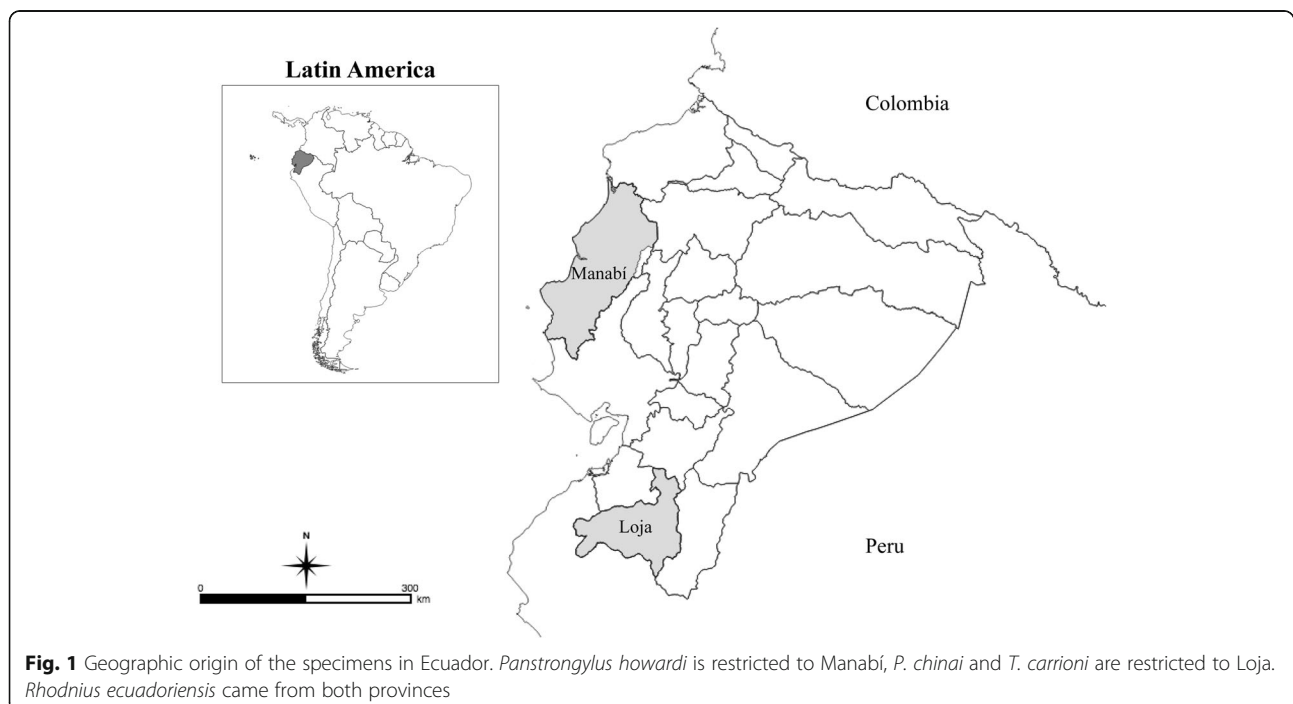 Latin America
Colombia
Manabí
Loja
Peru
N
0 300
km
Fig. 1 Geographic origin of the specimens in Ecuador. Panstrongylus howardi is restricted to Manabí, P. chinai and T. carrioni are restricted to Loja.
Rhodnius ecuadoriensis came from both provinces